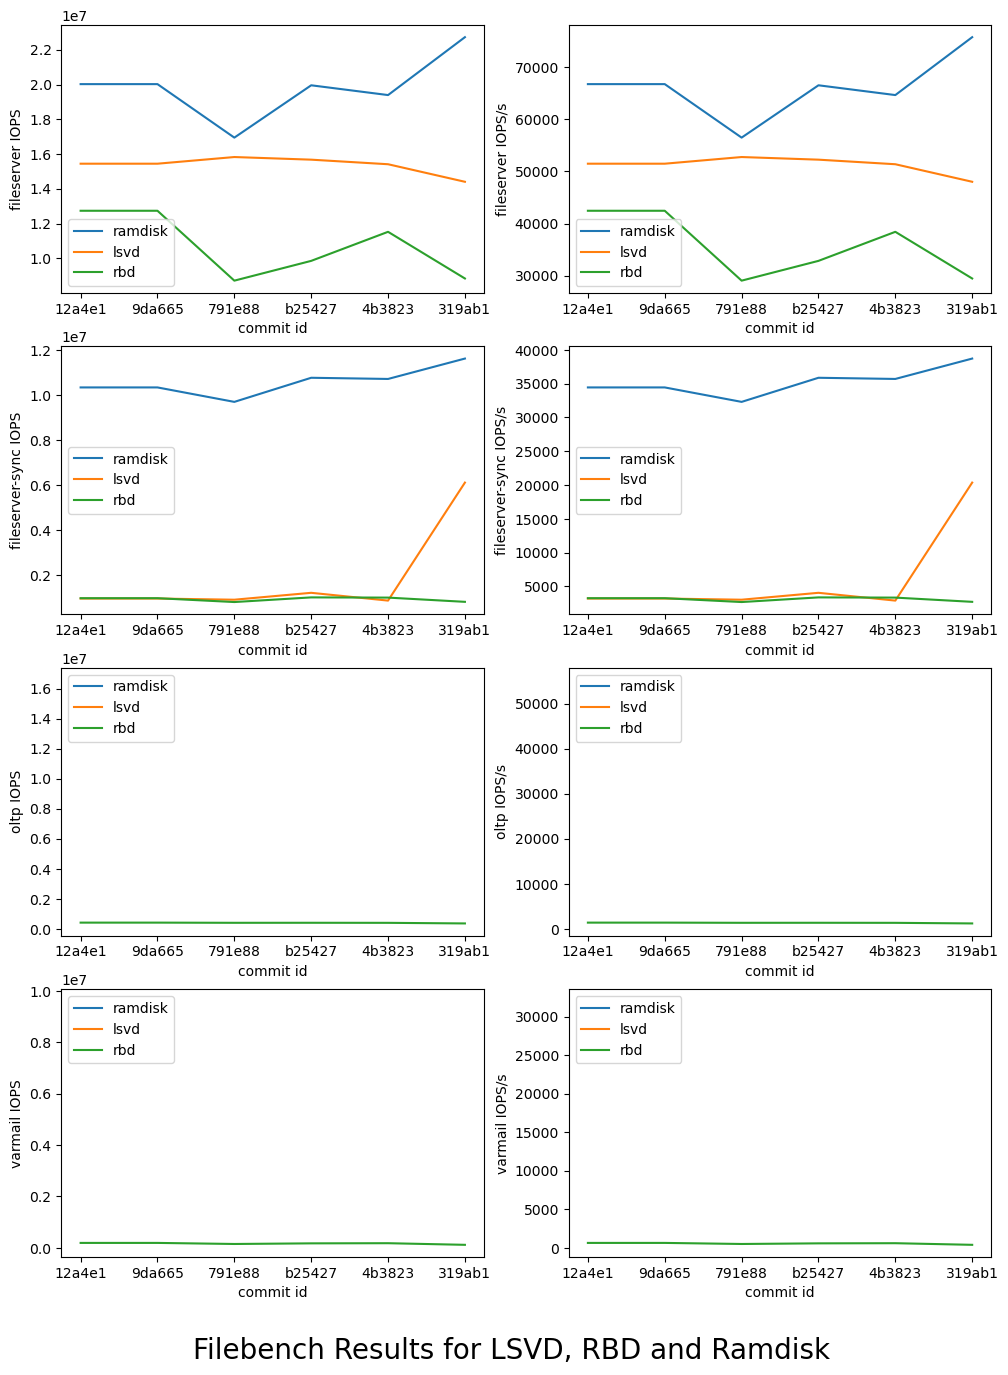 1e7
2.2
2.0
1.8
1.6
1.4
1.2
1.0
fileserver IOPS
ramdisk
lsvd
rbd
12a4e1 9da665 791e88 b25427 4b3823 319ab1
commit id
70000
60000
50000
40000
30000
fileserver IOPS/s
ramdisk
lsvd
rbd
12a4e1 9da665 791e88 b25427 4b3823 319ab1
commit id
1e7
1.2
1.0
0.8
0.6
0.4
0.2
fileserver-sync IOPS
ramdisk
lsvd
rbd
12a4e1 9da665 791e88 b25427 4b3823 319ab1
commit id
40000
35000
30000
25000
20000
15000
10000
5000
fileserver-sync IOPS/s
ramdisk
lsvd
rbd
12a4e1 9da665 791e88 b25427 4b3823 319ab1
commit id
1e7
1.6
1.4
1.2
1.0
0.8
0.6
0.4
0.2
0.0
oltp IOPS
ramdisk
lsvd
rbd
12a4e1 9da665 791e88 b25427 4b3823 319ab1
commit id
50000
40000
30000
20000
10000
0
oltp IOPS/s
ramdisk
lsvd
rbd
12a4e1 9da665 791e88 b25427 4b3823 319ab1
commit id
1e7
1.0
0.8
0.6
0.4
0.2
0.0
varmail IOPS
ramdisk
lsvd
rbd
12a4e1 9da665 791e88 b25427 4b3823 319ab1
commit id
30000
25000
20000
15000
10000
5000
0
varmail IOPS/s
ramdisk
lsvd
rbd
12a4e1 9da665 791e88 b25427 4b3823 319ab1
commit id
Filebench Results for LSVD, RBD and Ramdisk